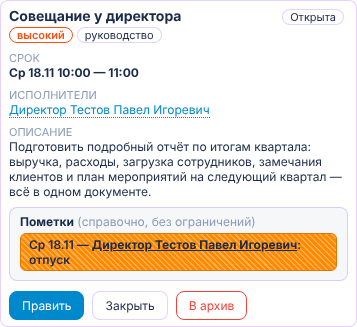 Совещание у директора
Открыта
высокий
руководство
СРОК
Ср 18.11 10:00 — 11:00
ИСПОЛНИТЕЛИ
Директор Тестов Павел Игоревич
ОПИСАНИЕ
Подготовить подробный отчёт по итогам квартала:
выручка, расходы, загрузка сотрудников, замечания
клиентов и план мероприятий на следующий квартал —
всё в одном документе.
Пометки (справочно, без ограничений)
Ср 18.11 — Директор Тестов Павел Игоревич:
отпуск
Править
Закрыть
В архив